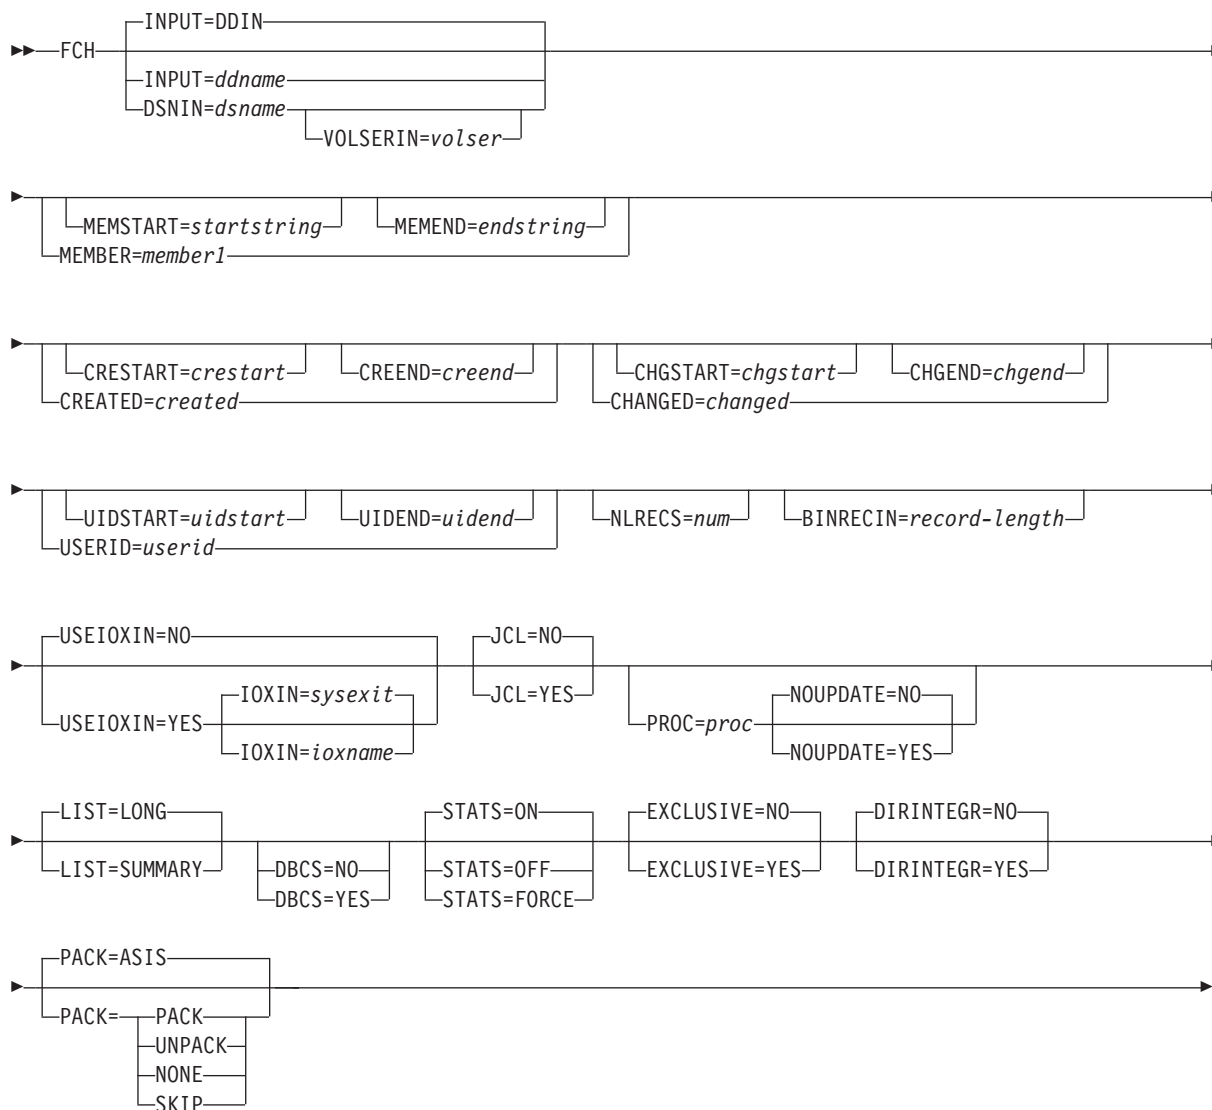 INPUT=DDIN
FCH
INPUT=ddname
DSNIN=dsname
VOLSERIN=volser
MEMSTART=startstring MEMEND=endstring
MEMBER=member1
CRESTART=crestart CREEND=creend CHGSTART=chgstart CHGEND=chgend
CREATED=created CHANGED=changed
UIDSTART=uidstart UIDEND=uidend NLRECS=num BINRECIN=record-length
USERID=userid
USEIOXIN=NO JCL=NO
IOXIN=sysexit JCL=YES NOUPDATE=NO
USEIOXIN=YES PROC=proc
IOXIN=ioxname NOUPDATE=YES
LIST=LONG STATS=ON EXCLUSIVE=NO DIRINTEGR=NO
LIST=SUMMARY DBCS=NO STATS=OFF EXCLUSIVE=YES DIRINTEGR=YES
DBCS=YES STATS=FORCE
PACK=ASIS
PACK= PACK
UNPACK
NONE
SKIP